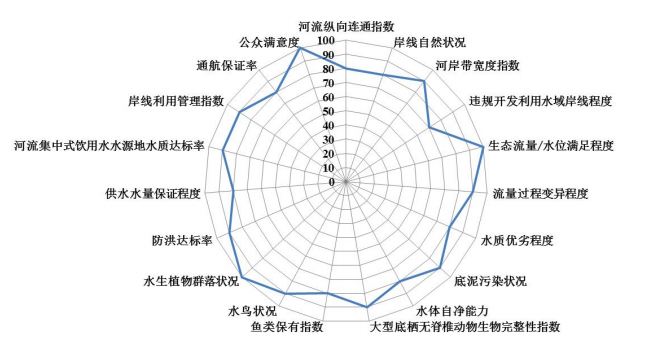 河流纵向连通指数
100
公众满意度
岸线自然状况
90
通航保证率
80
河岸带宽度指数
70
岸线利用管理指数
60
违规开发利用水域岸线程度
50
40
河流集中式饮用水水源地水质达标率
30
生态流量/水位满足程度
20
10
0
供水水量保证程度
流量过程变异程度
防洪达标率
水质优劣程度
水生植物群落状况
底泥污染状况
水鸟状况
水体自净能力
鱼类保有指数
大型底栖无脊椎动物生物完整性指数